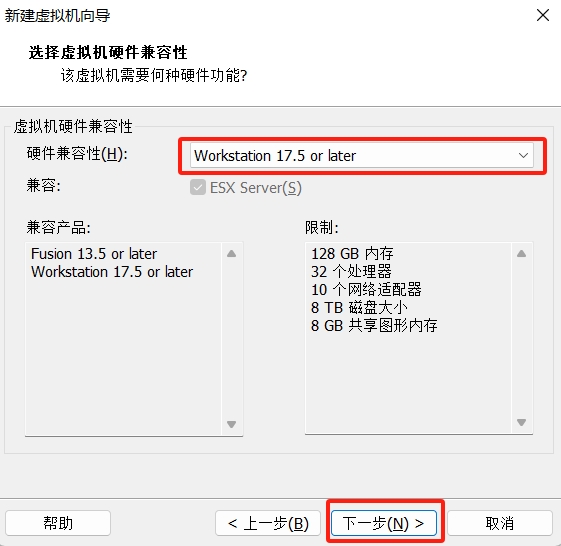 新建虚拟机向导
选择虚拟机硬件兼容性
该虚拟机需要何种硬件功能?
虚拟机硬件兼容性
硬件兼容性(H):
Workstation 17.5 or later
兼容:
ESX Server(S)
兼容产品:
Fusion 13.5 or later
Workstation 17.5 or later
限制:
128 GB 内存
32 个处理器
10 个网络适配器
8 TB 磁盘大小
8 GB 共享图形内存
帮助
< 上一步(B)
下一步(N) >
取消